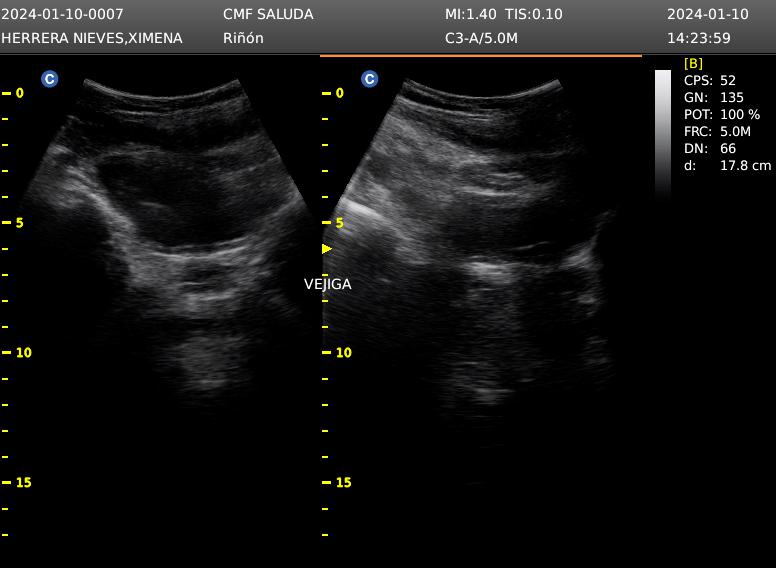 2024-01-10-0007 CMF SALUDA MI:1.40 TIS:0.10 2024-01-10
HERRERA NIEVES,XIMENA Riñón C3-A/5.0M 14:23:59
C C
[B]
CPS: 52
GN: 135
POT: 100 %
FRC: 5.0M
DN: 66
d: 17.8 cm
0 0
5 5
VEJIGA
10 10
15 15